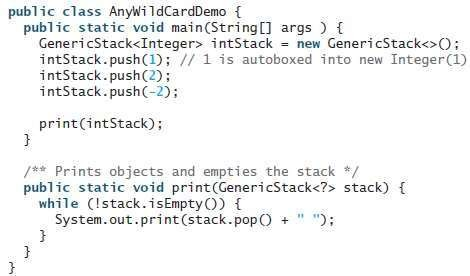 public class AnyWildCardDemo {
  public static void main(String[] args ) {
    GenericStack<Integer> intStack = new GenericStack<>();
    intStack.push(1); // 1 is autoboxed into new Integer(1)
    intStack.push(2);
    intStack.push(-2);

    print(intStack);
  }

  /** Prints objects and empties the stack */
  public static void print(GenericStack<?> stack) {
    while (!stack.isEmpty()) {
      System.out.print(stack.pop() + " ");
    }
  }
}